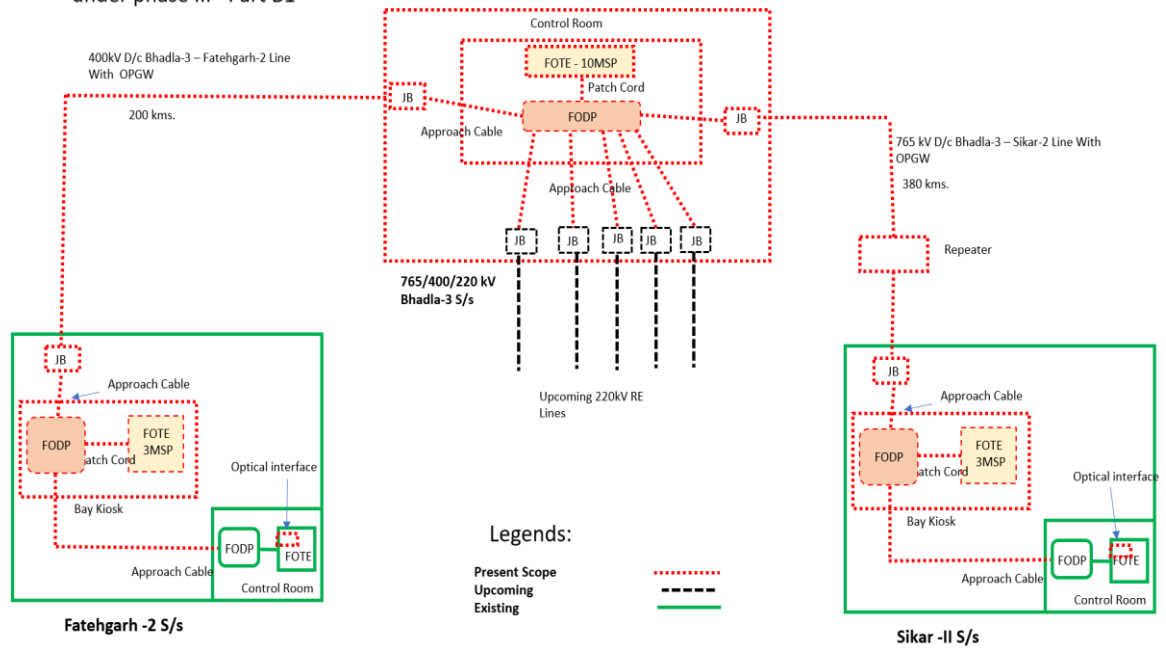 under phase III - Part B1
Control Room
400kV D/c Bhadla-3 – Fatehgarh-2 Line
With OPGW
200 kms.
FOTE - 10MSP
Patch Cord
JB
FODP
JB
Approach Cable
765 kV D/c Bhadla-3 – Sikar-2 Line With
OPGW
380 kms.
Approach Cable
JB
JB
JB
JB
JB
Repeater
765/400/220 kV
Bhadla-3 S/s
Upcoming 220kV RE
Lines
JB
Approach Cable
FODP
FOTE
3MSP
atch Cord
Optical interface
Bay Kiosk
FODP
FOTE
Approach Cable
Control Room
Fatehgarh -2 S/s
Legends:
Present Scope
Upcoming
Existing
JB
Approach Cable
FODP
FOTE
3MSP
atch Cord
Optical interface
Bay Kiosk
FODP
FOTE
Approach Cable
Control Room
Sikar -II S/s